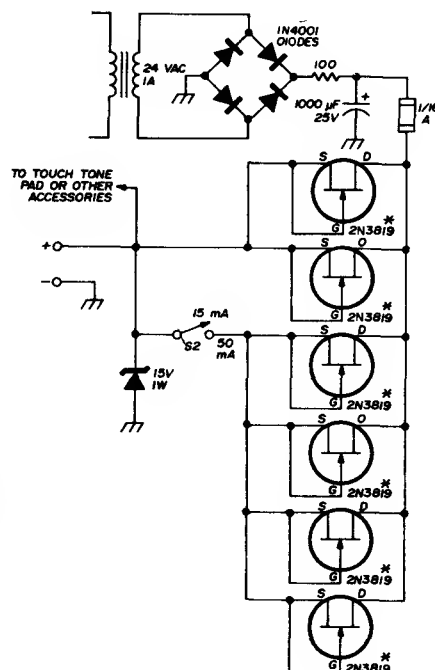 1N4001
DIODES
24 VAC
1A
100
+
1000 µF
25V
1/16
A
TO TOUCH TONE
PAD OR OTHER
ACCESSORIES
S D
G
2N3819 *
+
S O
G
2N3819 *
−
15 mA
S2
50
mA
S D
G
2N3819 *
15V
1W
S O
G
2N3819 *
S D
G
2N3819 *
S D
G
2N3819 *